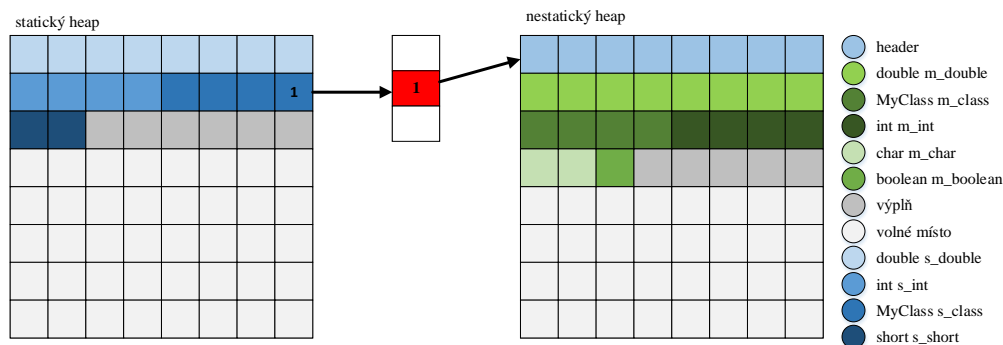 statický heap
nestatický heap
1
1
header
double m_double
MyClass m_class
int m_int
char m_char
boolean m_boolean
výplň
volné místo
double s_double
int s_int
MyClass s_class
short s_short